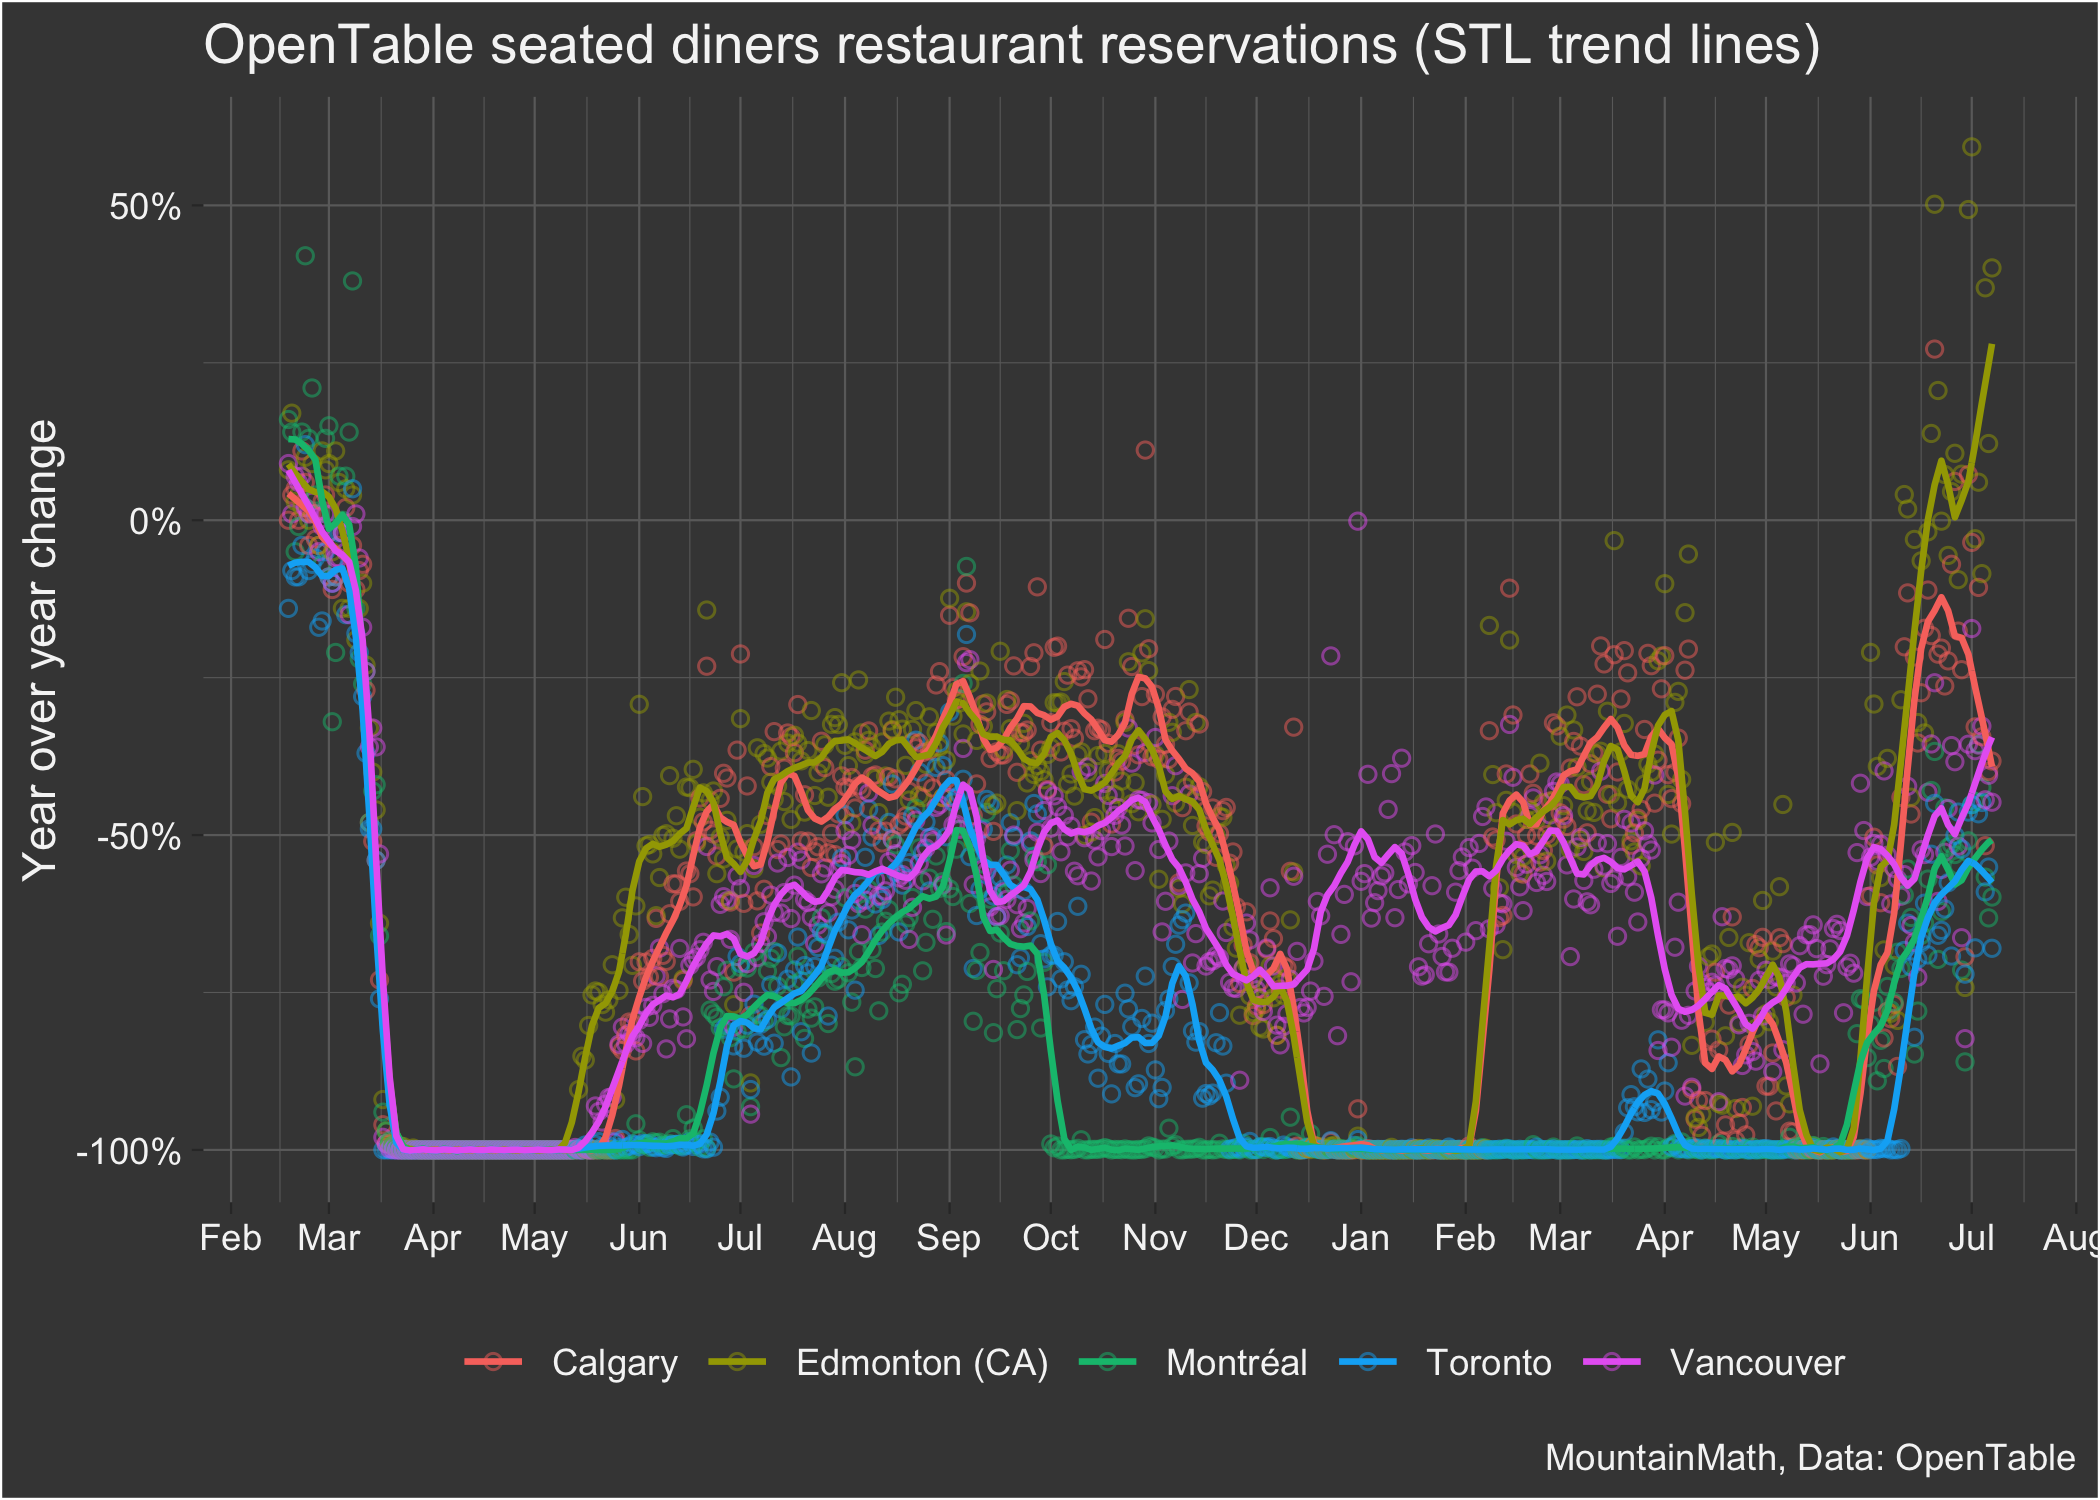 OpenTable seated diners restaurant reservations (STL trend lines)
Year over year change
50%
0%
-50%
-100%
Feb Mar Apr May Jun Jul Aug Sep Oct Nov Dec Jan Feb Mar Apr May Jun Jul Aug
Calgary Edmonton (CA) Montréal Toronto Vancouver
MountainMath, Data: OpenTable